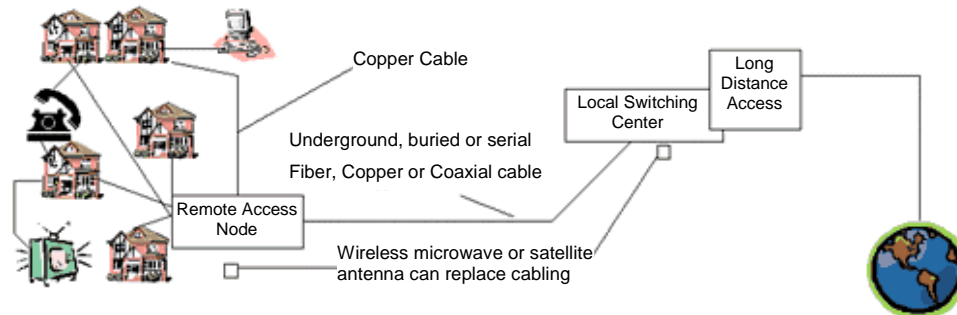 Copper Cable
Long
Distance
Access
Local Switching
Center
Underground, buried or serial
Fiber, Copper or Coaxial cable
Remote Access
Node
Wireless microwave or satellite
antenna can replace cabling